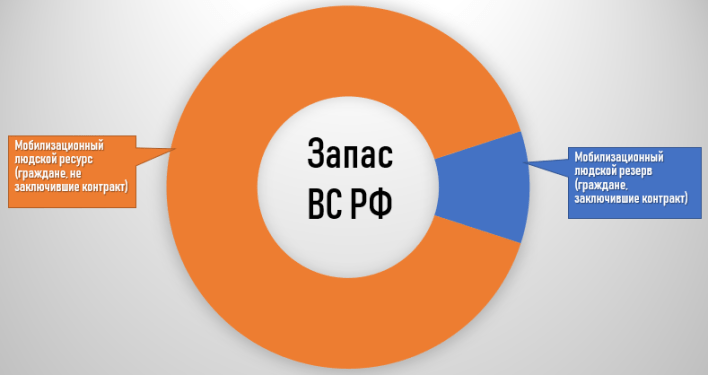 Мобилизационный
людской ресурс
(граждане, не
заключившие контракт)
Запас
ВС РФ
Мобилизационный
людской резерв
(граждане,
заключившие контракт)